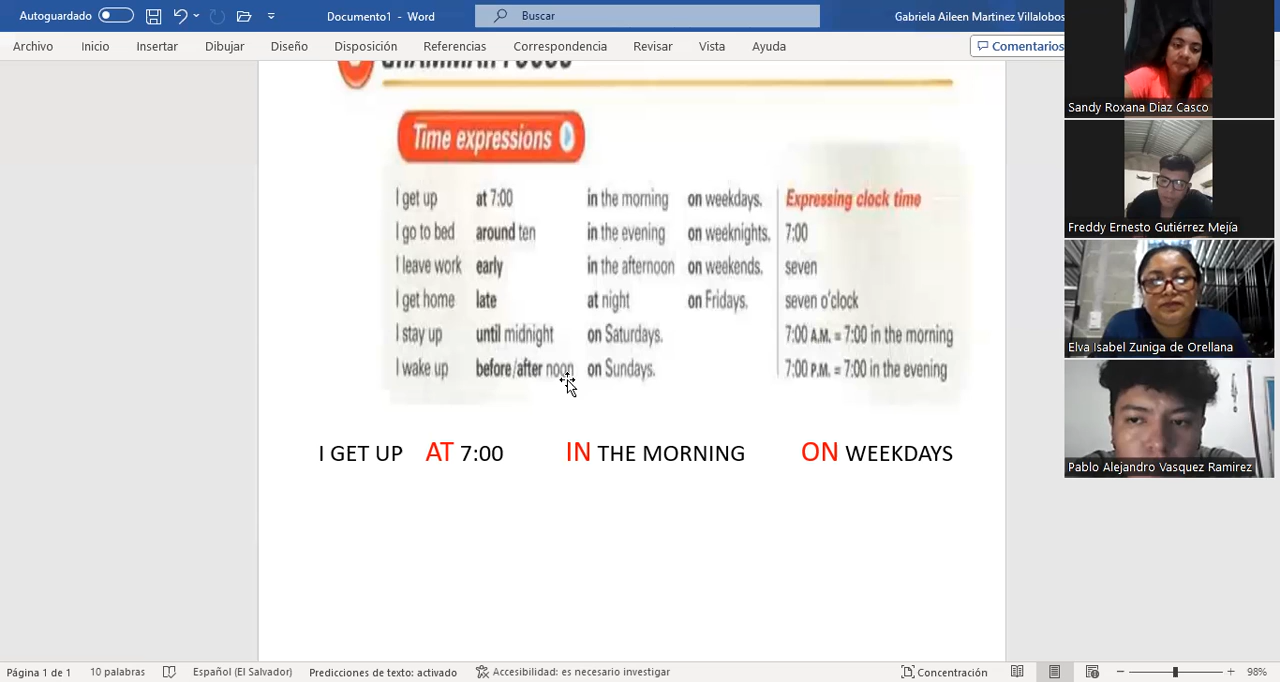 Autoguardado
Documento1 - Word
Buscar
Gabriela Aileen Martinez Villalobos
Archivo Inicio Insertar Dibujar Diseño Disposición Referencias Correspondencia Revisar Vista Ayuda
Comentarios
GRAMMAR FOCUS
Time expressions
I get up at 7:00 in the morning on weekdays. Expressing clock time
I go to bed around ten in the evening on weeknights. 7:00
I leave work early in the afternoon on weekends. seven
I get home late at night on Fridays. seven o'clock
I stay up until midnight on Saturdays. 7:00 A.M. = 7:00 in the morning
I wake up before/after noon on Sundays. 7:00 P.M. = 7:00 in the evening
I GET UP AT 7:00 IN THE MORNING ON WEEKDAYS
Sandy Roxana Diaz Casco
Freddy Ernesto Gutiérrez Mejía
Elva Isabel Zuniga de Orellana
Pablo Alejandro Vasquez Ramirez
Página 1 de 1 10 palabras Español (El Salvador) Predicciones de texto: activado Accesibilidad: es necesario investigar Concentración 98%